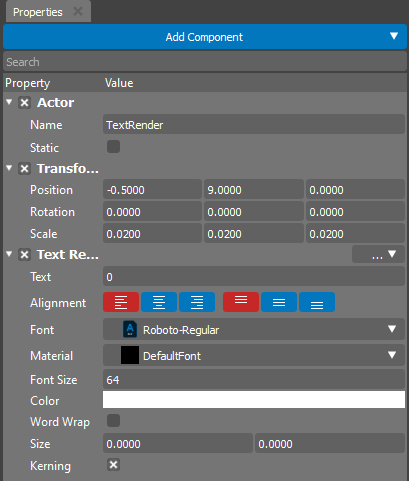 Properties
Add Component
Search
Property Value
Actor
Name TextRender
Static
Transfo...
Position -0.5000 9.0000 0.0000
Rotation 0.0000 0.0000 0.0000
Scale 0.0200 0.0200 0.0200
Text Re... ...
Text 0
Alignment
Font Roboto-Regular
Material DefaultFont
Font Size 64
Color
Word Wrap
Size 0.0000 0.0000
Kerning